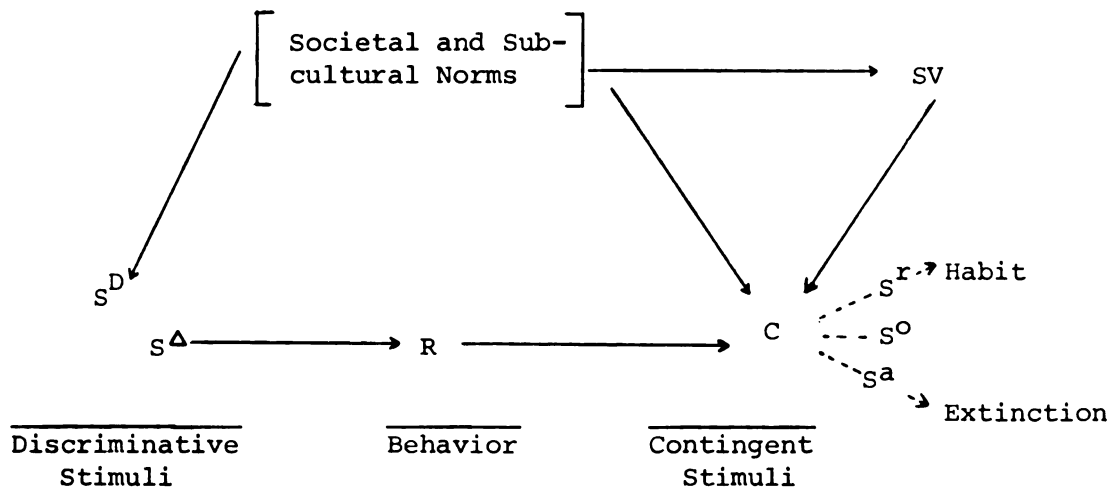 Societal and Sub-
cultural Norms
SV
S^D
S^r Habit
S^Δ R C S^o
S^a
Extinction
Discriminative Behavior Contingent
Stimuli Stimuli